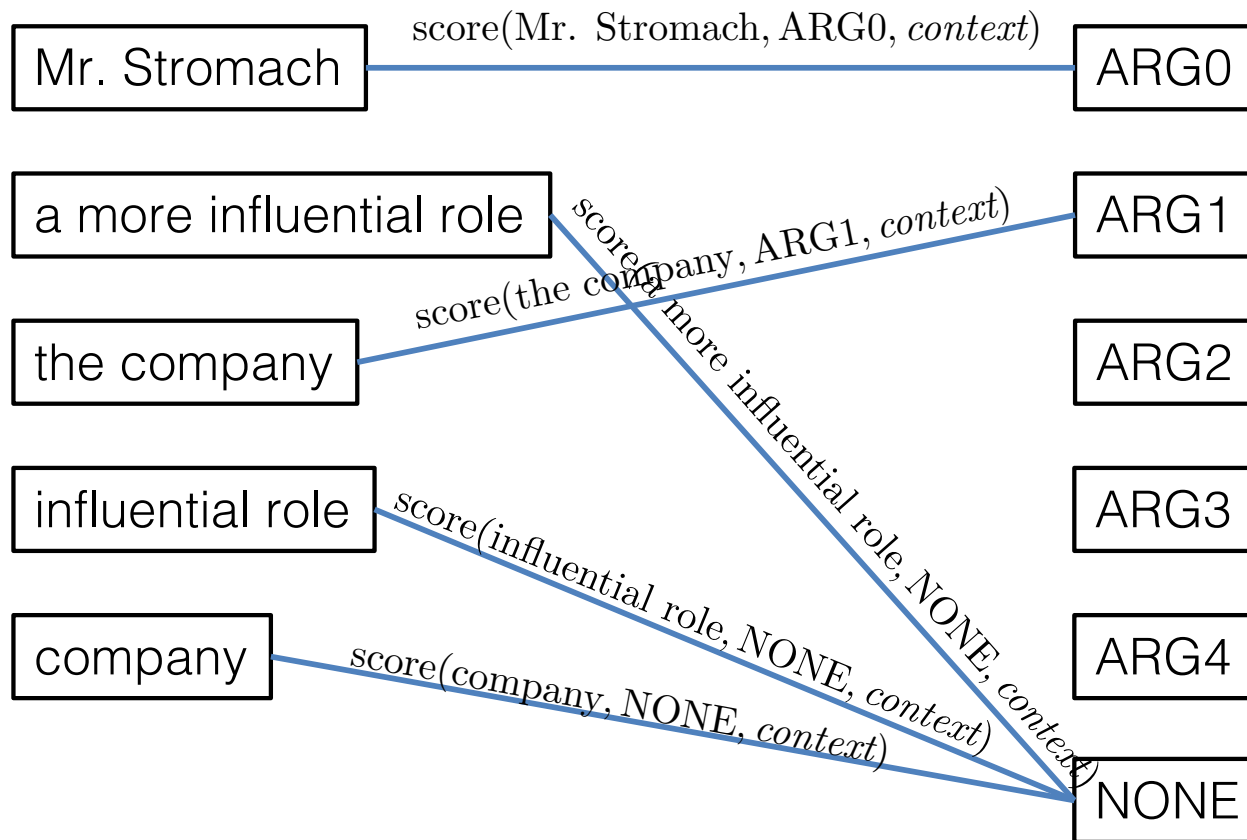 score(Mr. Stromach, ARG0, context)
Mr. Stromach
ARG0
a more influential role
score(a more influential role, NONE, context)
score(the company, ARG1, context)
ARG1
the company
ARG2
influential role
score(influential role, NONE, context)
ARG3
company
score(company, NONE, context)
ARG4
NONE